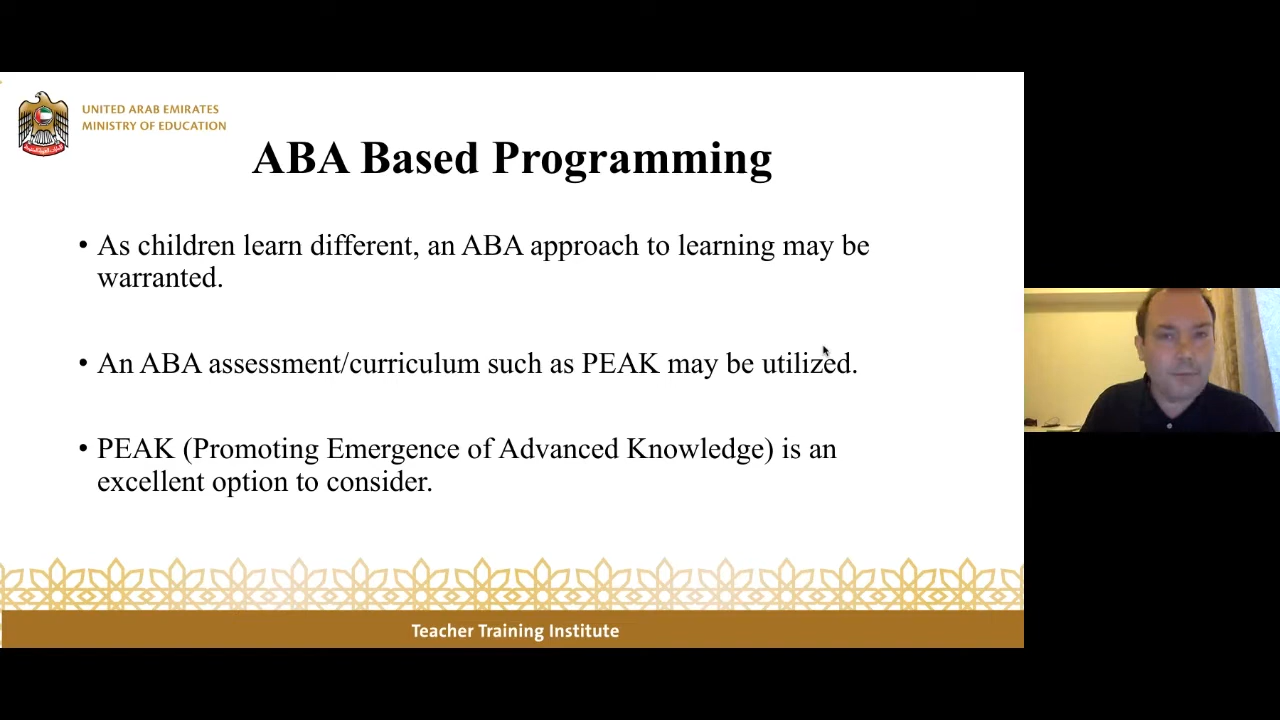 UNITED ARAB EMIRATES
MINISTRY OF EDUCATION
ABA Based Programming
• As children learn different, an ABA approach to learning may be
warranted.
• An ABA assessment/curriculum such as PEAK may be utilized.
• PEAK (Promoting Emergence of Advanced Knowledge) is an
excellent option to consider.
Teacher Training Institute